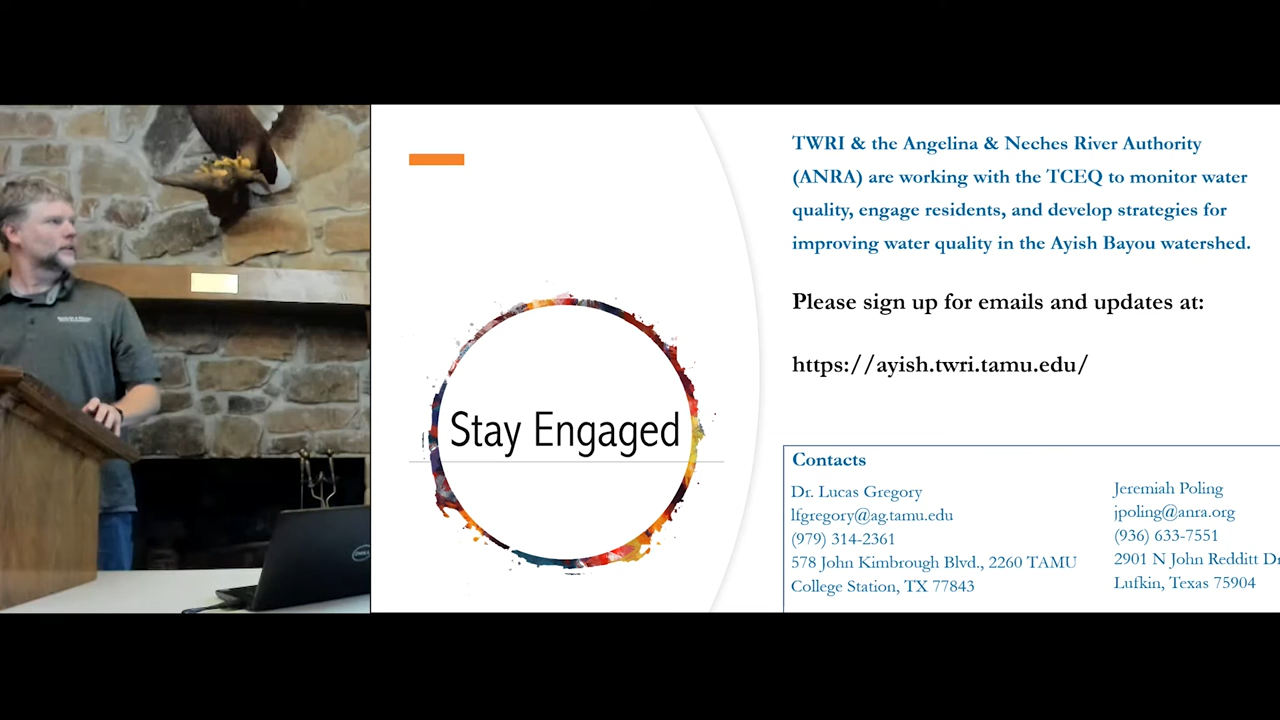 TWRI & the Angelina & Neches River Authority
(ANRA) are working with the TCEQ to monitor water
quality, engage residents, and develop strategies for
improving water quality in the Ayish Bayou watershed.
Please sign up for emails and updates at:
https://ayish.twri.tamu.edu/
Stay Engaged
Contacts
Dr. Lucas Gregory
lfgregory@ag.tamu.edu
(979) 314-2361
578 John Kimbrough Blvd., 2260 TAMU
College Station, TX 77843
Jeremiah Poling
jpoling@anra.org
(936) 633-7551
2901 N John Redditt
Lufkin, Texas 75904